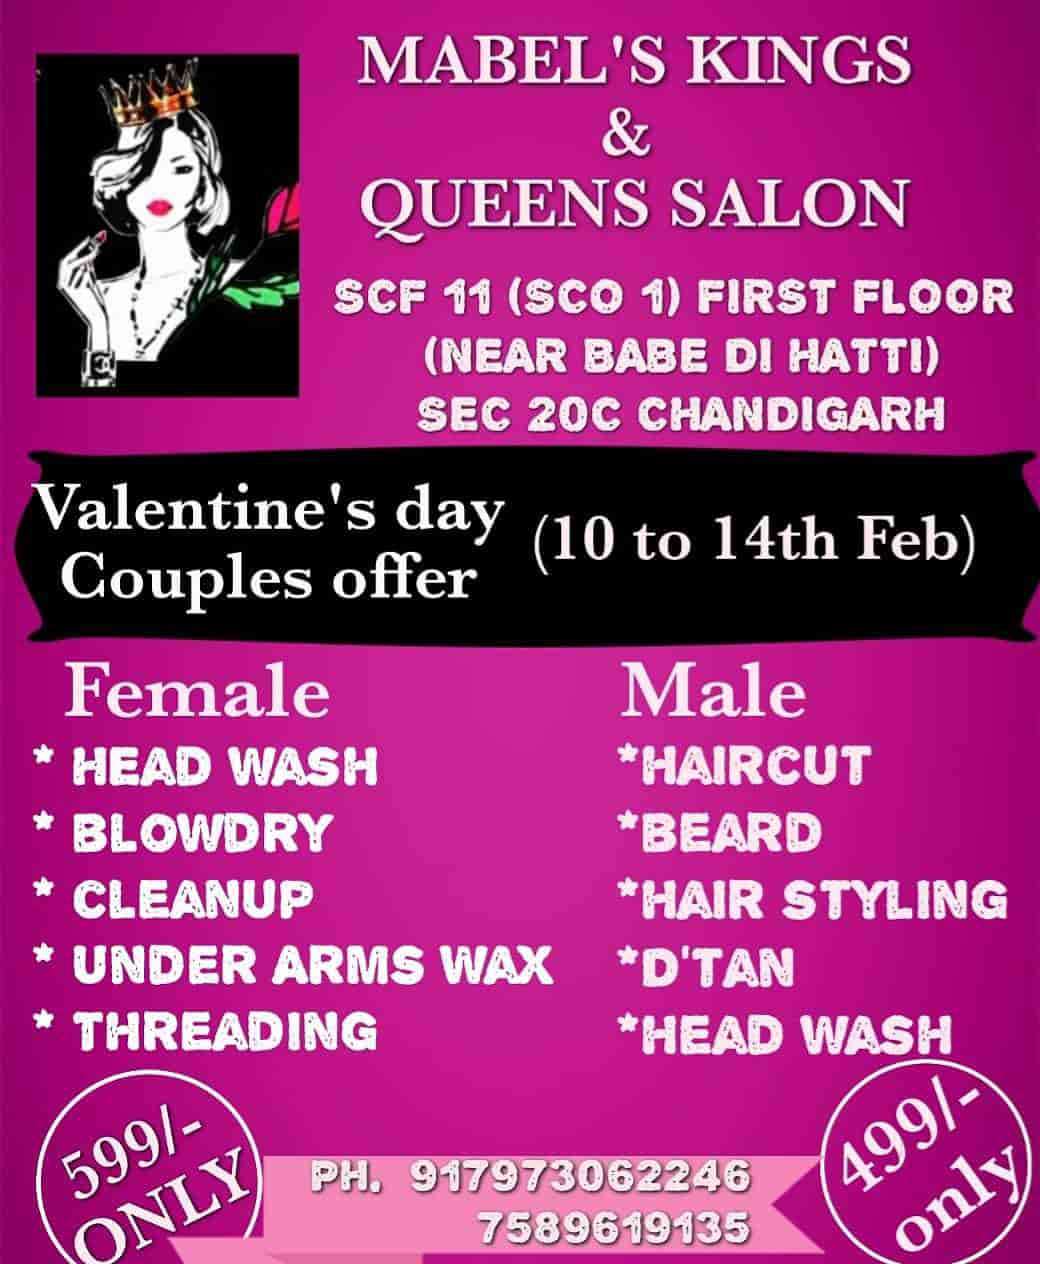 MABEL'S KINGS
&
QUEENS SALON
SCF 11 (SCO 1) FIRST FLOOR
(NEAR BABE DI HATTI)
SEC 20C CHANDIGARH
Valentine's day
Couples offer
(10 to 14th Feb)
Female
* HEAD WASH
* BLOWDRY
* CLEANUP
* UNDER ARMS WAX
* THREADING
Male
*HAIRCUT
*BEARD
*HAIR STYLING
*D'TAN
*HEAD WASH
599/-
ONLY
PH. 917973062246
7589619135
499/-
only